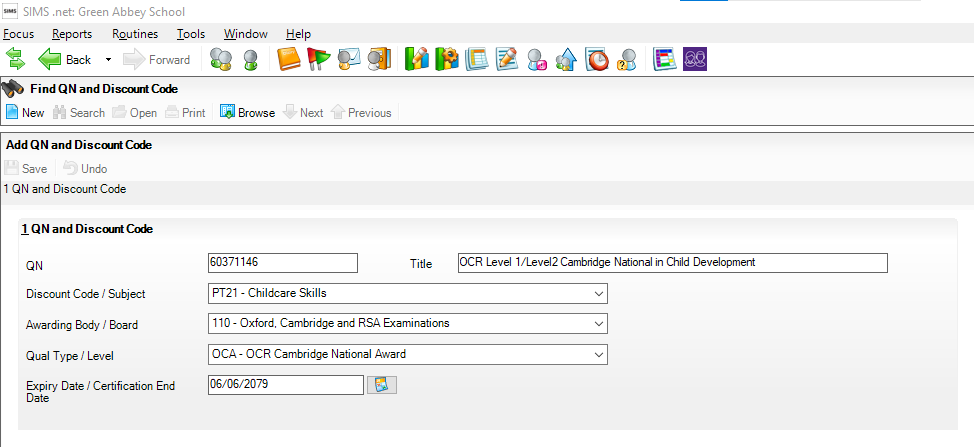 SIMS SIMS .net: Green Abbey School
Focus Reports Routines Tools Window Help
Back Forward
Find QN and Discount Code
New Search Open Print Browse Next Previous
Add QN and Discount Code
Save Undo
1 QN and Discount Code
1 QN and Discount Code
QN 60371146 Title OCR Level 1/Level2 Cambridge National in Child Development
Discount Code / Subject PT21 - Childcare Skills
Awarding Body / Board 110 - Oxford, Cambridge and RSA Examinations
Qual Type / Level OCA - OCR Cambridge National Award
Expiry Date / Certification End 06/06/2079
Date